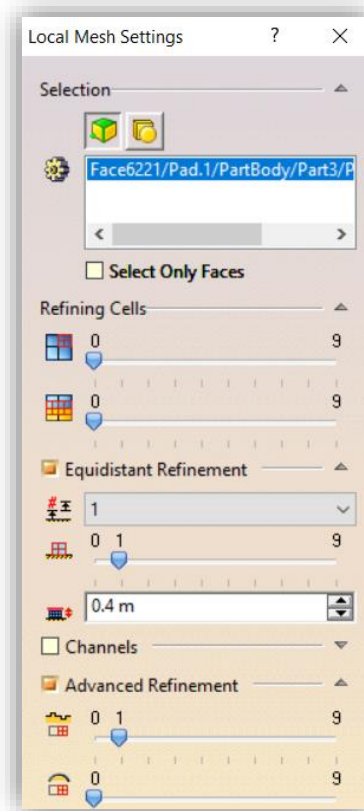 Local Mesh Settings ? ×
Selection
Face6221/Pad.1/PartBody/Part3/P
Select Only Faces
Refining Cells
0 9
0 9
Equidistant Refinement
# 1
0 1 9
0.4 m
Channels
Advanced Refinement
0 1 9
0 9